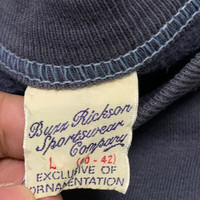 Buzz Rickson
Sportswear
Company
L (40 - 42)
EXCLUSIVE OF
ORNAMENTATION